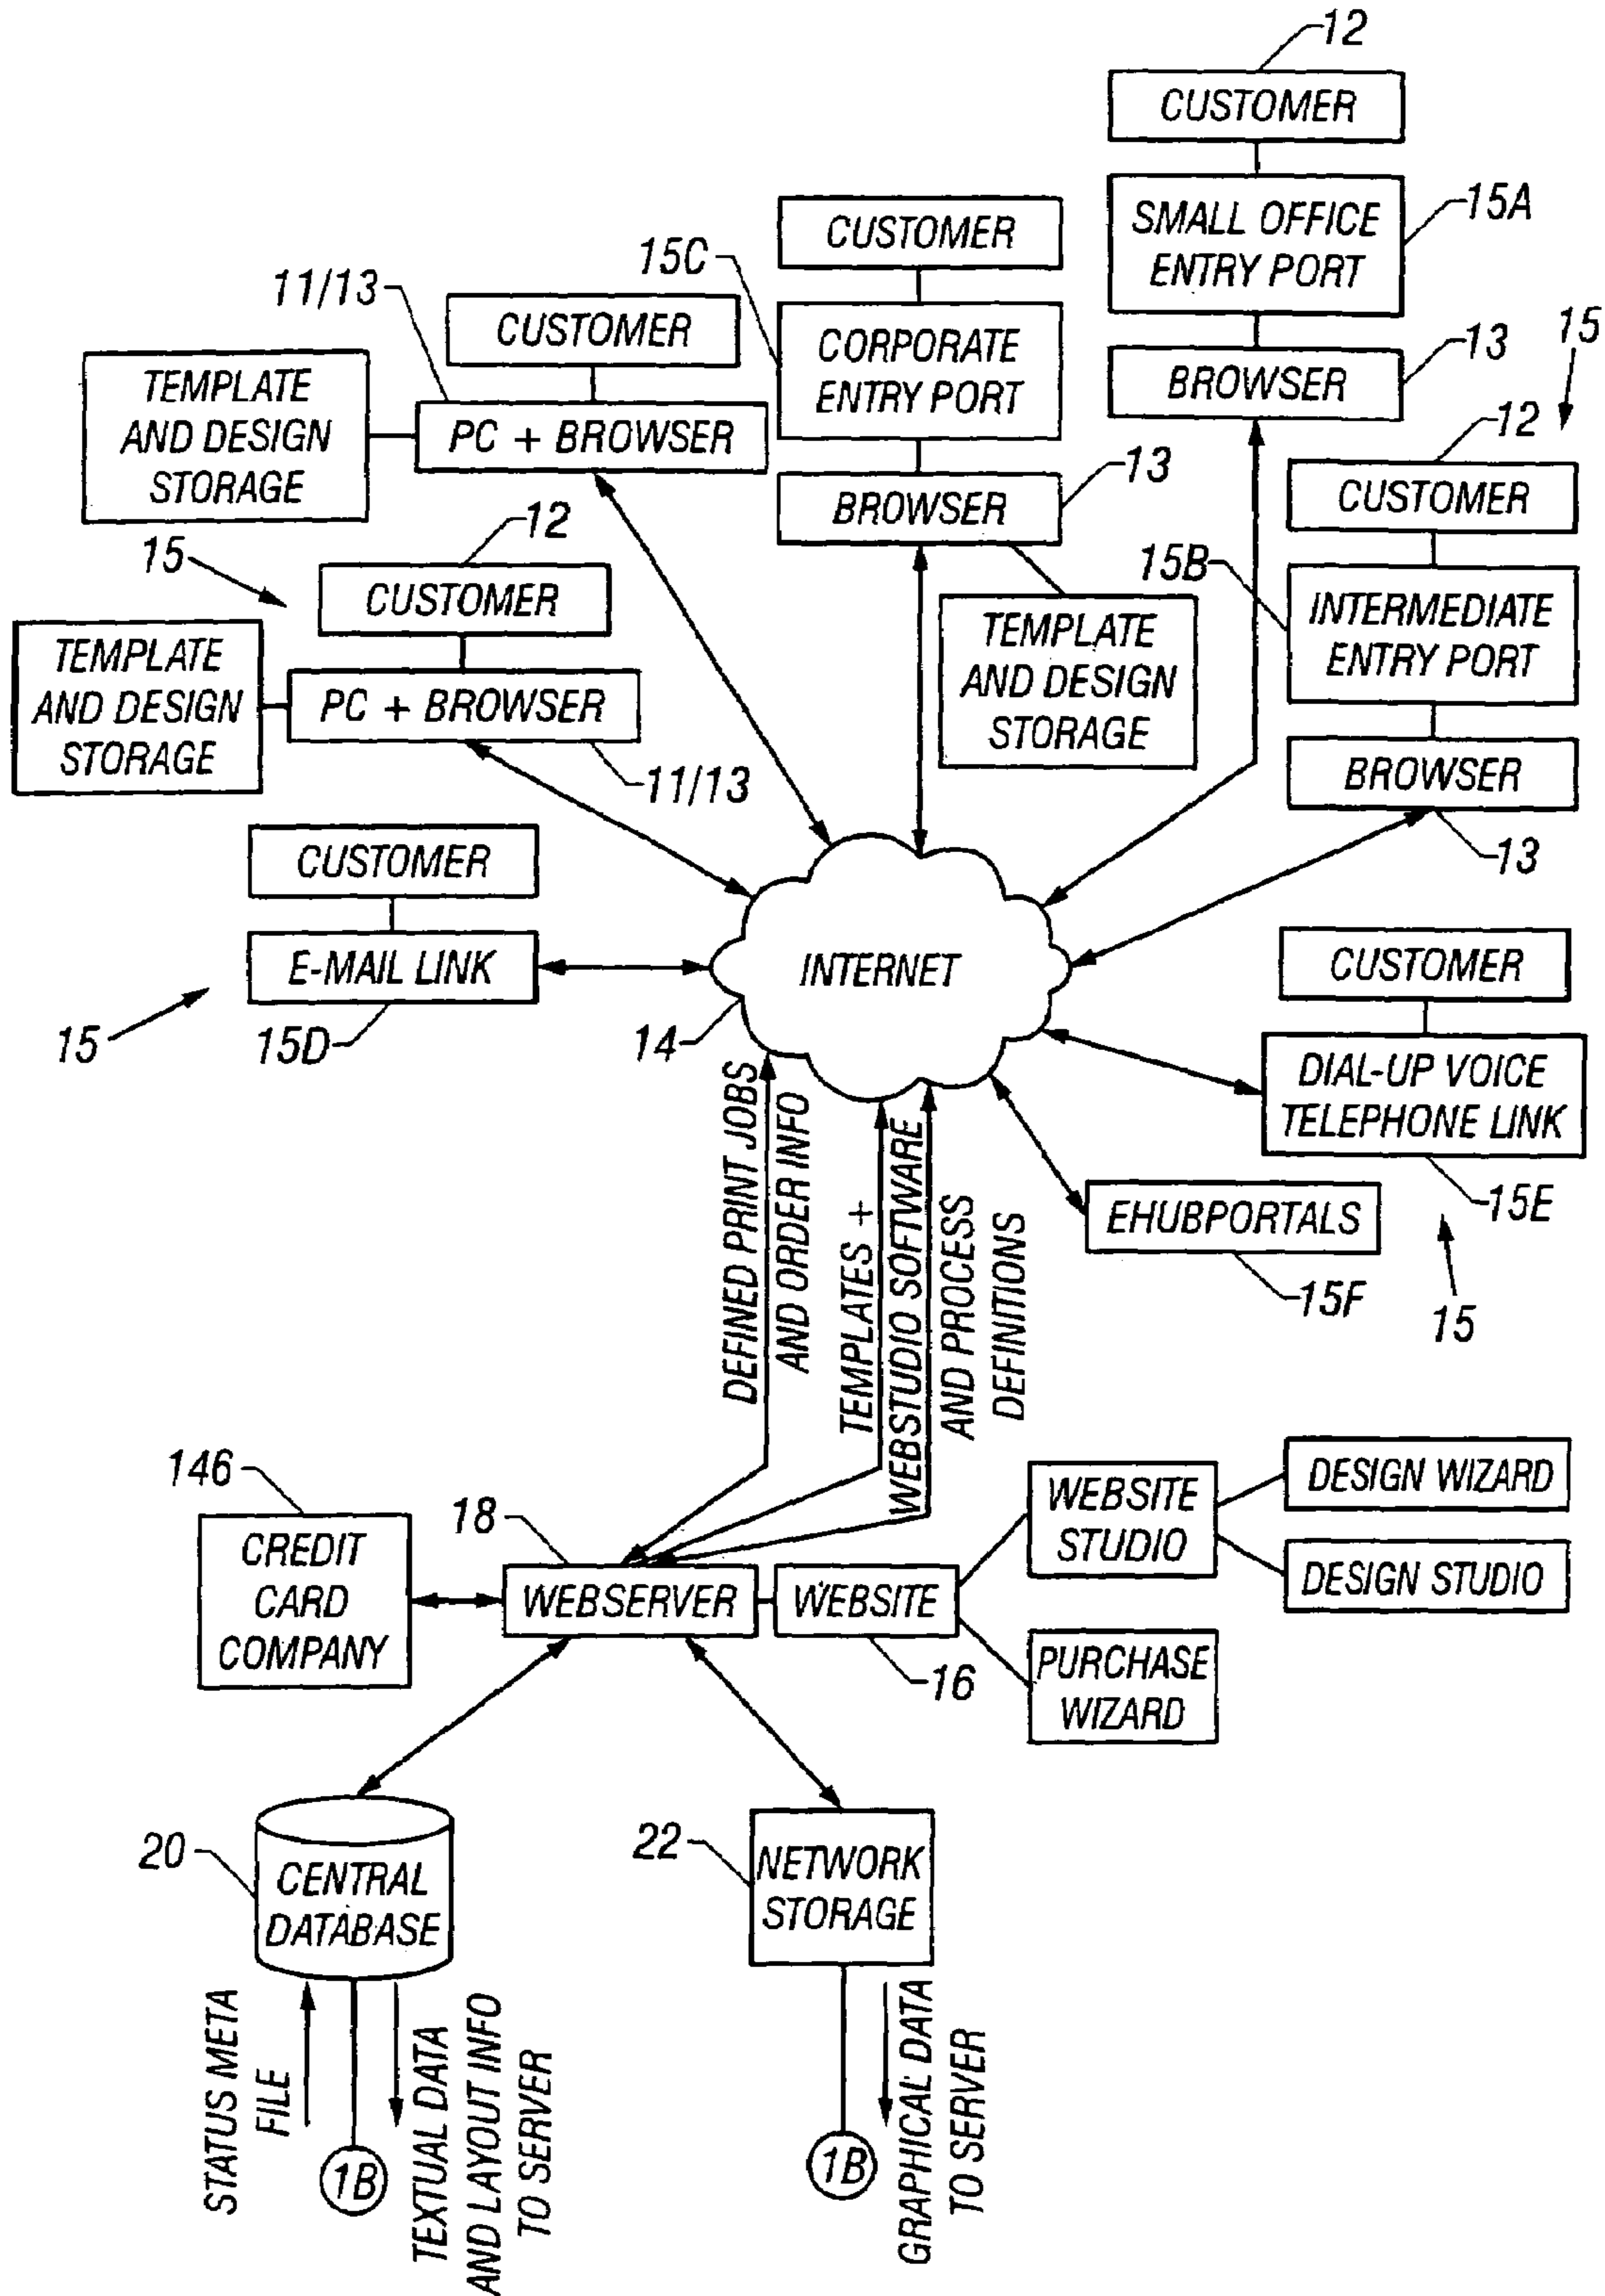 12
CUSTOMER
SMALL OFFICE
ENTRY PORT
15A
BROWSER
13
15
CUSTOMER
15C
CORPORATE
ENTRY PORT
BROWSER
13
TEMPLATE
AND DESIGN
STORAGE
11/13
CUSTOMER
TEMPLATE
AND DESIGN
STORAGE
PC + BROWSER
12
CUSTOMER
15B
INTERMEDIATE
ENTRY PORT
BROWSER
13
15
12
CUSTOMER
TEMPLATE
AND DESIGN
STORAGE
PC + BROWSER
11/13
CUSTOMER
E-MAIL LINK
15
15D
INTERNET
14
CUSTOMER
DIAL-UP VOICE
TELEPHONE LINK
15E
15
EHUBPORTALS
15F
DEFINED PRINT JOBS
AND ORDER INFO
TEMPLATES +
WEBSTUDIO SOFTWARE
AND PROCESS
DEFINITIONS
146
CREDIT
CARD
COMPANY
18
WEBSERVER
WEBSITE
16
WEBSITE
STUDIO
DESIGN WIZARD
DESIGN STUDIO
PURCHASE
WIZARD
20
CENTRAL
DATABASE
22
NETWORK
STORAGE
STATUS META
FILE
1B
TEXTUAL DATA
AND LAYOUT INFO
TO SERVER
1B
GRAPHICAL DATA
TO SERVER